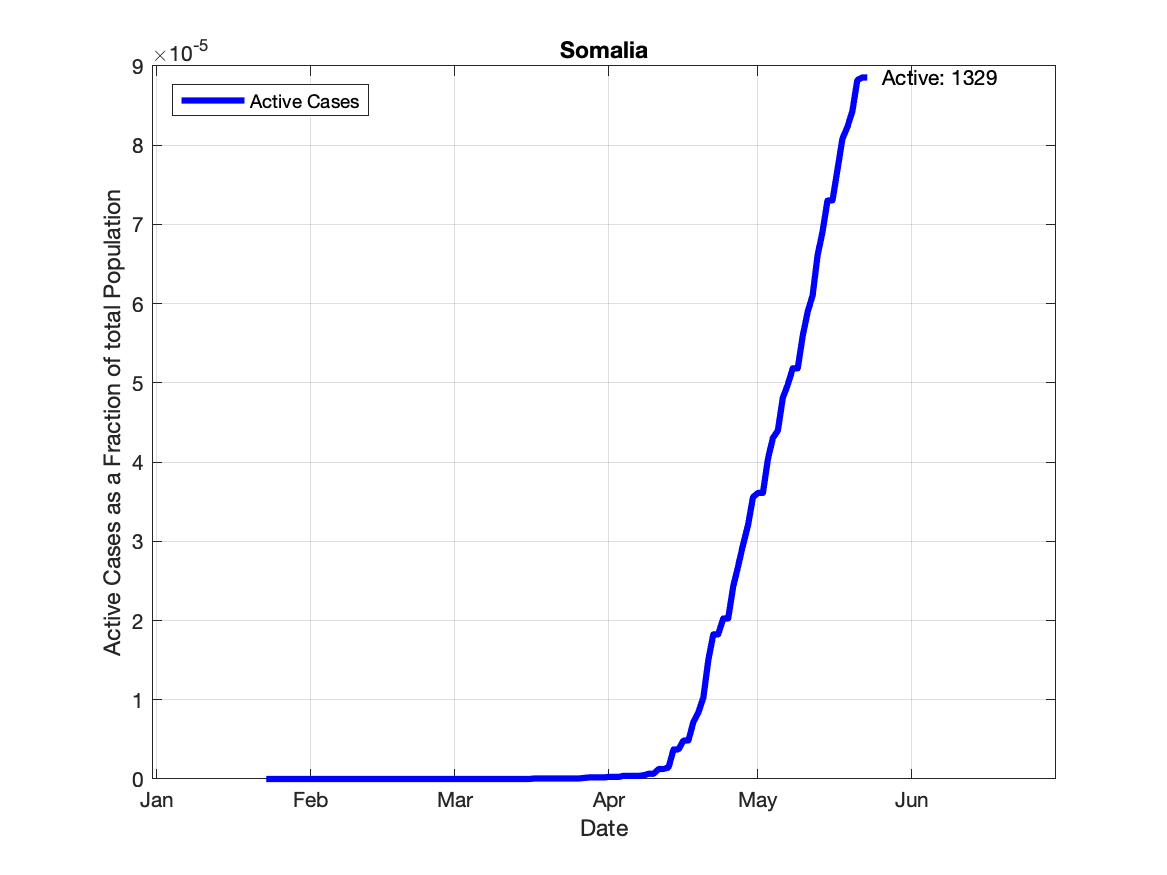 Somalia
×10-5
Active: 1329
Active Cases
Active Cases as a Fraction of total Population
9
8
7
6
5
4
3
2
1
0
Jan Feb Mar Apr May Jun
Date